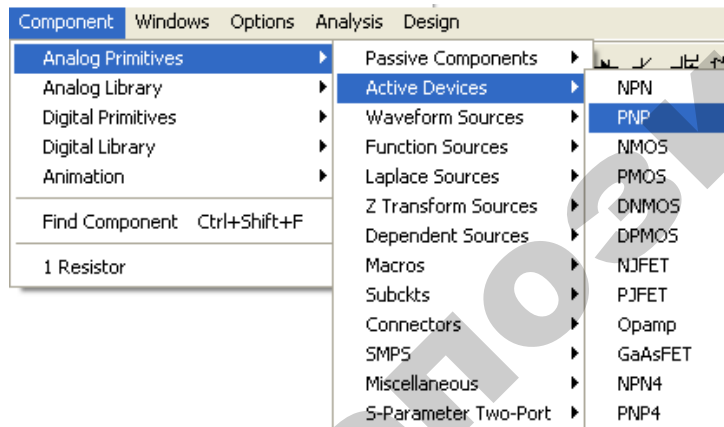 Component Windows Options Analysis Design
Analog Primitives
Analog Library
Digital Primitives
Digital Library
Animation
Find Component Ctrl+Shift+F
1 Resistor
Passive Components
Active Devices
Waveform Sources
Function Sources
Laplace Sources
Z Transform Sources
Dependent Sources
Macros
Subckts
Connectors
SMPS
Miscellaneous
S-Parameter Two-Port
NPN
PNP
NMOS
PMOS
DNMOS
DPMOS
NJFET
PJFET
Opamp
GaAsFET
NPN4
PNP4